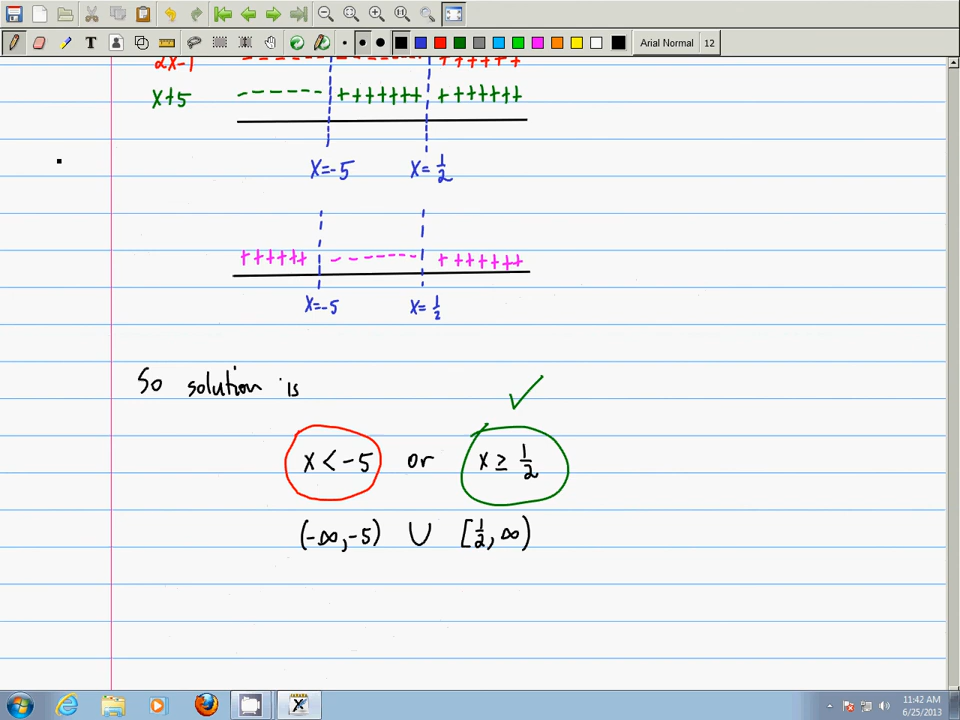 Arial Normal 12
2x-1 - - - - - - - - - - - - + + + + + +
x+5 - - - - - - - +++++++ +++++++
x=-5 x=1/2
++++++ - - - - - - - - +++++++
x=-5 x=1/2
So solution is
✓
x < -5 or x ≥ 1/2
(-∞,-5) ∪ [1/2, ∞)
11:42 AM
6/25/2013